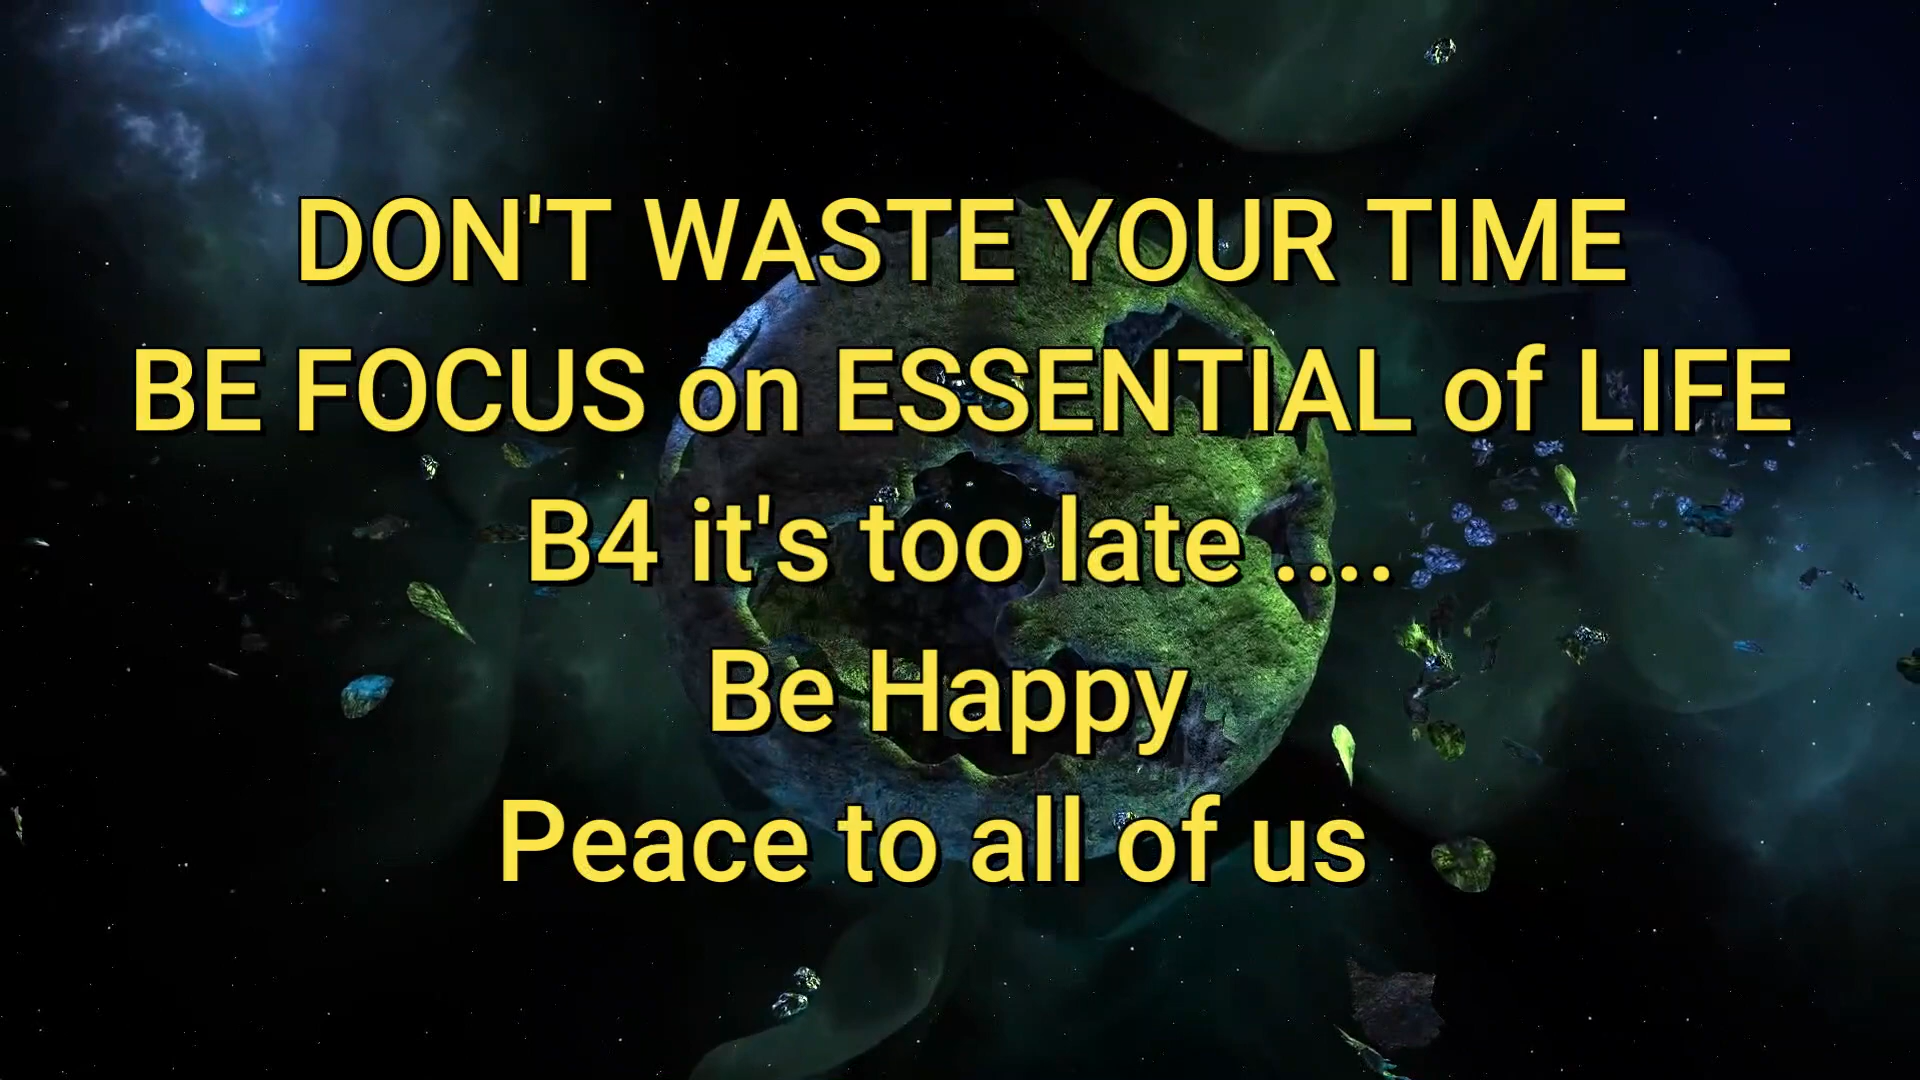 DON'T WASTE YOUR TIME
BE FOCUS on ESSENTIAL of LIFE
B4 it's too late ....
Be Happy
Peace to all of us